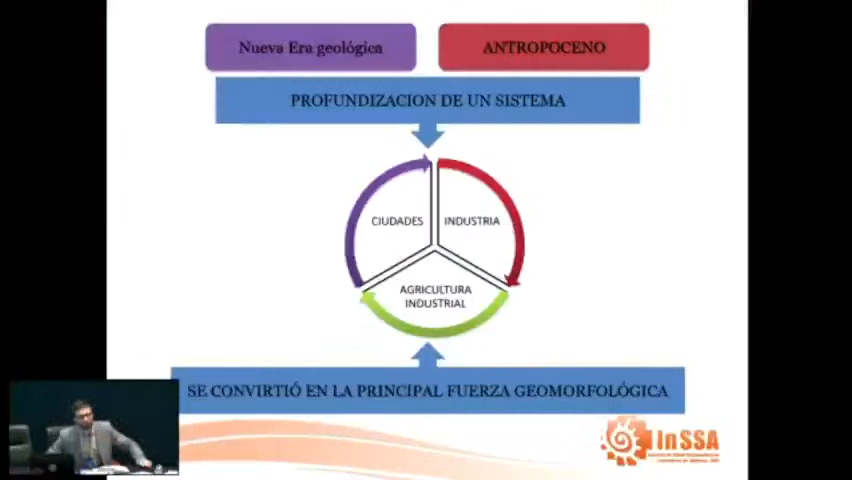 Nueva Era geológica
ANTROPOCENO
PROFUNDIZACION DE UN SISTEMA
CIUDADES
INDUSTRIA
AGRICULTURA
INDUSTRIAL
SE CONVIRTIÓ EN LA PRINCIPAL FUERZA GEOMORFOLÓGICA
InSSA